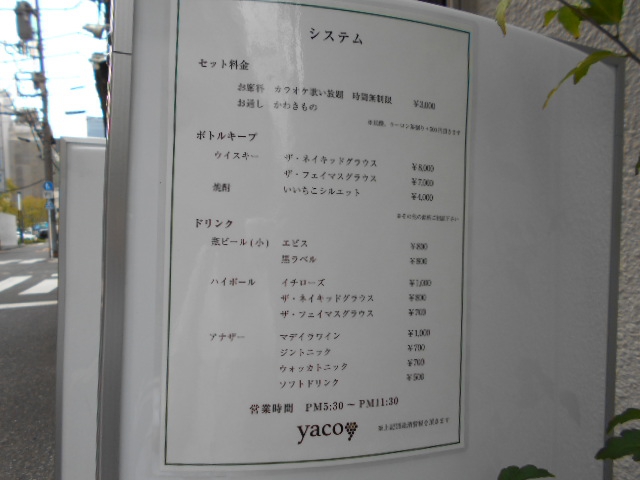 システム
セット料金
お席料 カラオケ歌い放題 時間無制限 ¥3,000
お通し かわきもの
ボトルキープ
ウイスキー ザ・ネイキッドグラウス ¥8,000
ザ・フェイマスグラウス ¥7,000
焼酎 いいちこシルエット ¥4,000
ドリンク
瓶ビール(小) エビス ¥800
黒ラベル ¥800
ハイボール イチローズ ¥1,000
ザ・ネイキッドグラウス ¥800
ザ・フェイマスグラウス ¥700
アナザー マデイラワイン ¥1,000
ジントニック ¥700
ウォッカトニック ¥700
ソフトドリンク ¥500
営業時間 PM5:30~PM11:30
yaco